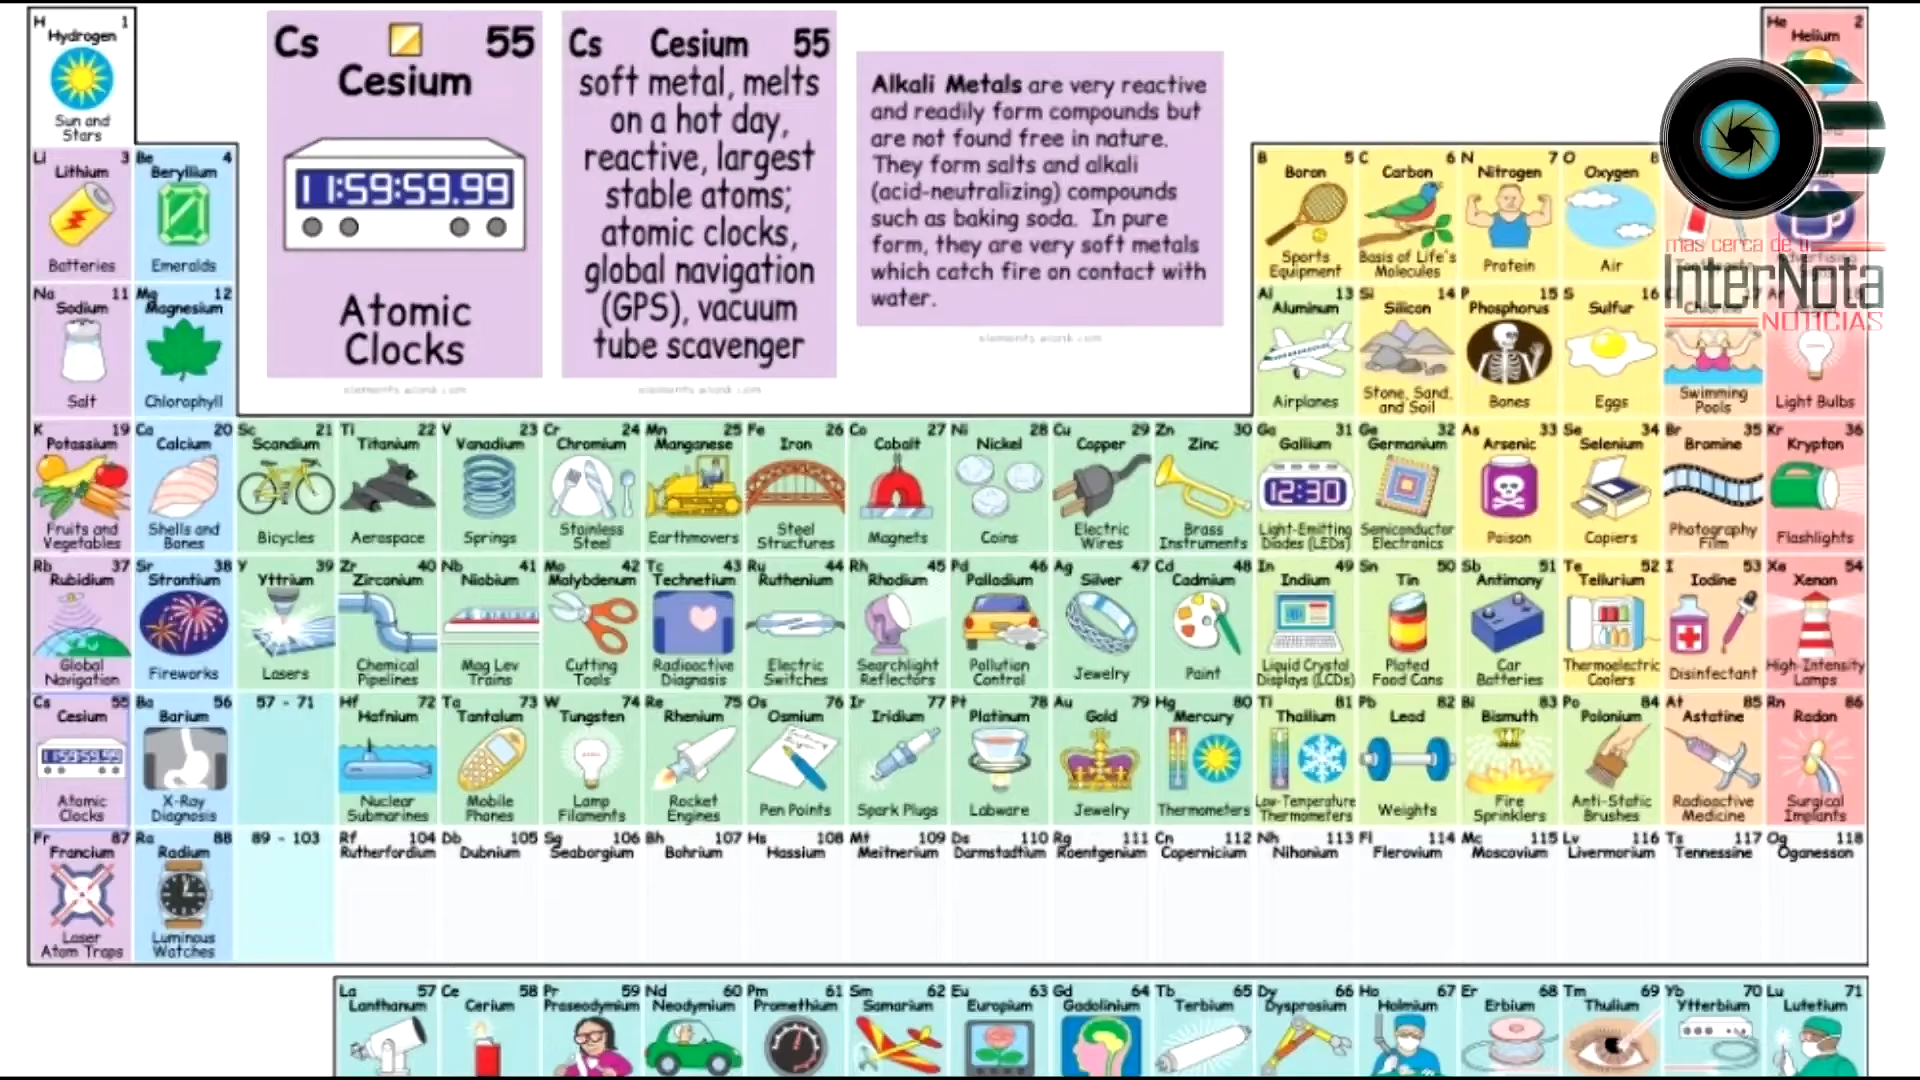 H 1
Hydrogen
Sun and
Stars
Cs 55
Cesium
11:59:59.99
Atomic
Clocks
Cs Cesium 55
soft metal, melts
on a hot day,
reactive, largest
stable atoms;
atomic clocks,
global navigation
(GPS), vacuum
tube scavenger
Alkali Metals are very reactive
and readily form compounds but
are not found free in nature.
They form salts and alkali
(acid-neutralizing) compounds
such as baking soda. In pure
form, they are very soft metals
which catch fire on contact with
water.
He 2
Helium
mas cerca de ti
InterNota
NOTICIAS
Li 3 Be 4 B 5 C 6 N 7 O 8
Lithium Beryllium Boron Carbon Nitrogen Oxygen
Batteries Emeralds Sports Equipment Basis of Life's Molecules Protein Air
Na 11 Mg 12 Al 13 Si 14 P 15 S 16
Sodium Magnesium Aluminum Silicon Phosphorus Sulfur
Salt Chlorophyll Airplanes Stone, Sand, and Soil Bones Eggs Swimming Pools Light Bulbs
K 19 Ca 20 Sc 21 Ti 22 V 23 Cr 24 Mn 25 Fe 26 Co 27 Ni 28 Cu 29 Zn 30 Ga 31 Ge 32 As 33 Se 34 Br 35 Kr 36
Potassium Calcium Scandium Titanium Vanadium Chromium Manganese Iron Cobalt Nickel Copper Zinc Gallium Germanium Arsenic Selenium Bromine Krypton
12:30
Fruits and Vegetables Shells and Bones Bicycles Aerospace Springs Stainless Steel Earthmovers Steel Structures Magnets Coins Electric Wires Brass Instruments Light-Emitting Diodes (LEDs) Semiconductor Electronics Poison Copiers Photography Film Flashlights
Rb 37 Sr 38 Y 39 Zr 40 Nb 41 Mo 42 Tc 43 Ru 44 Rh 45 Pd 46 Ag 47 Cd 48 In 49 Sn 50 Sb 51 Te 52 I 53 Xe 54
Rubidium Strontium Yttrium Zirconium Niobium Molybdenum Technetium Ruthenium Rhodium Palladium Silver Cadmium Indium Tin Antimony Tellurium Iodine Xenon
Global Navigation Fireworks Lasers Chemical Pipelines Mag Lev Trains Cutting Tools Radioactive Diagnosis Electric Switches Searchlight Reflectors Pollution Control Jewelry Paint Liquid Crystal Displays (LCDs) Plated Food Cans Car Batteries Thermoelectric Coolers Disinfectant High-Intensity Lamps
Cs 55 Ba 56 57 - 71 Hf 72 Ta 73 W 74 Re 75 Os 76 Ir 77 Pt 78 Au 79 Hg 80 Tl 81 Pb 82 Bi 83 Po 84 At 85 Rn 86
Cesium Barium Hafnium Tantalum Tungsten Rhenium Osmium Iridium Platinum Gold Mercury Thallium Lead Bismuth Polonium Astatine Radon
11:59:59.99
Atomic Clocks X-Ray Diagnosis Nuclear Submarines Mobile Phones Lamp Filaments Rocket Engines Pen Points Spark Plugs Labware Jewelry Thermometers Low-Temperature Thermometers Weights Fire Sprinklers Anti-Static Brushes Radioactive Medicine Surgical Implants
Fr 87 Ra 88 89 - 103 Rf 104 Db 105 Sg 106 Bh 107 Hs 108 Mt 109 Ds 110 Rg 111 Cn 112 Nh 113 Fl 114 Mc 115 Lv 116 Ts 117 Og 118
Francium Radium Rutherfordium Dubnium Seaborgium Bohrium Hassium Meitnerium Darmstadtium Roentgenium Copernicium Nihonium Flerovium Moscovium Livermorium Tennessine Oganesson
Laser Atom Traps Luminous Watches
La 57 Ce 58 Pr 59 Nd 60 Pm 61 Sm 62 Eu 63 Gd 64 Tb 65 Dy 66 Ho 67 Er 68 Tm 69 Yb 70 Lu 71
Lanthanum Cerium Praseodymium Neodymium Promethium Samarium Europium Gadolinium Terbium Dysprosium Holmium Erbium Thulium Ytterbium Lutetium